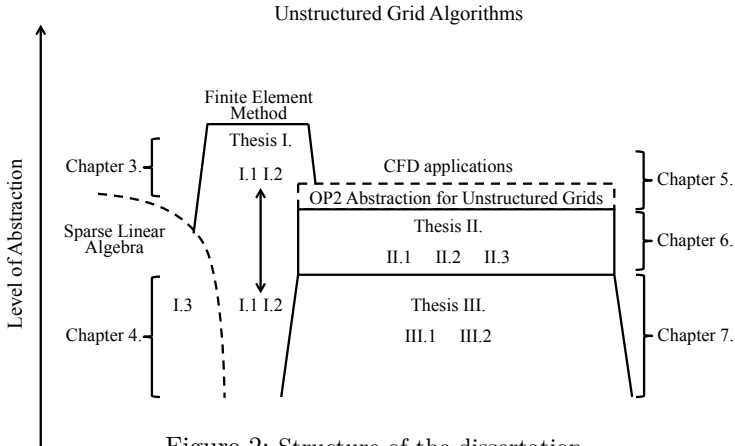 Unstructured Grid Algorithms
Finite Element
Method
Thesis I.
Chapter 3.
I.1 I.2
CFD applications
Chapter 5.
OP2 Abstraction for Unstructured Grids
Level of Abstraction
Sparse Linear
Algebra
Thesis II.
Chapter 6.
II.1 II.2 II.3
I.3
I.1 I.2
Thesis III.
Chapter 4.
III.1 III.2
Chapter 7.
Figure 2: Structure of the dissertation